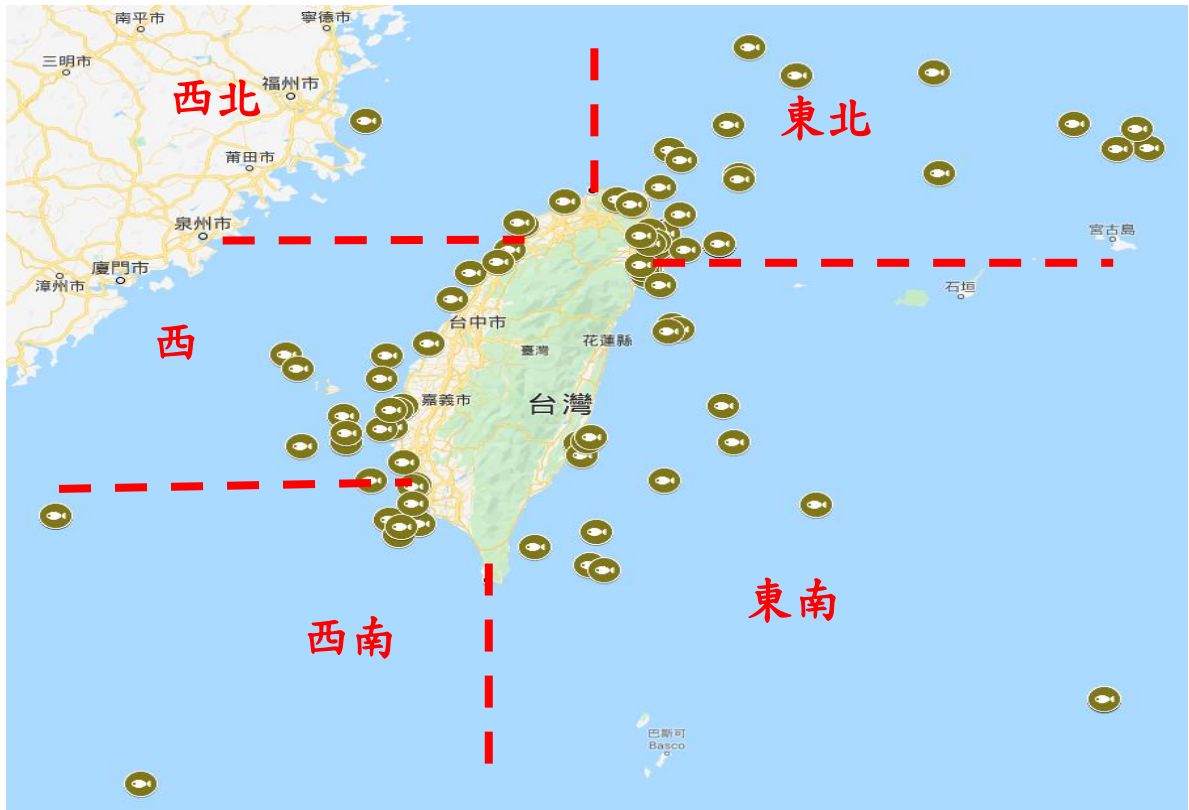 南平市
寧德市
三明市
福州市
西北
東北
莆田市
泉州市
宮古島
廈門市
漳州市
石垣
西
台中市
花蓮縣
臺灣
嘉義市
台灣
東南
西南
巴斯可
Basco